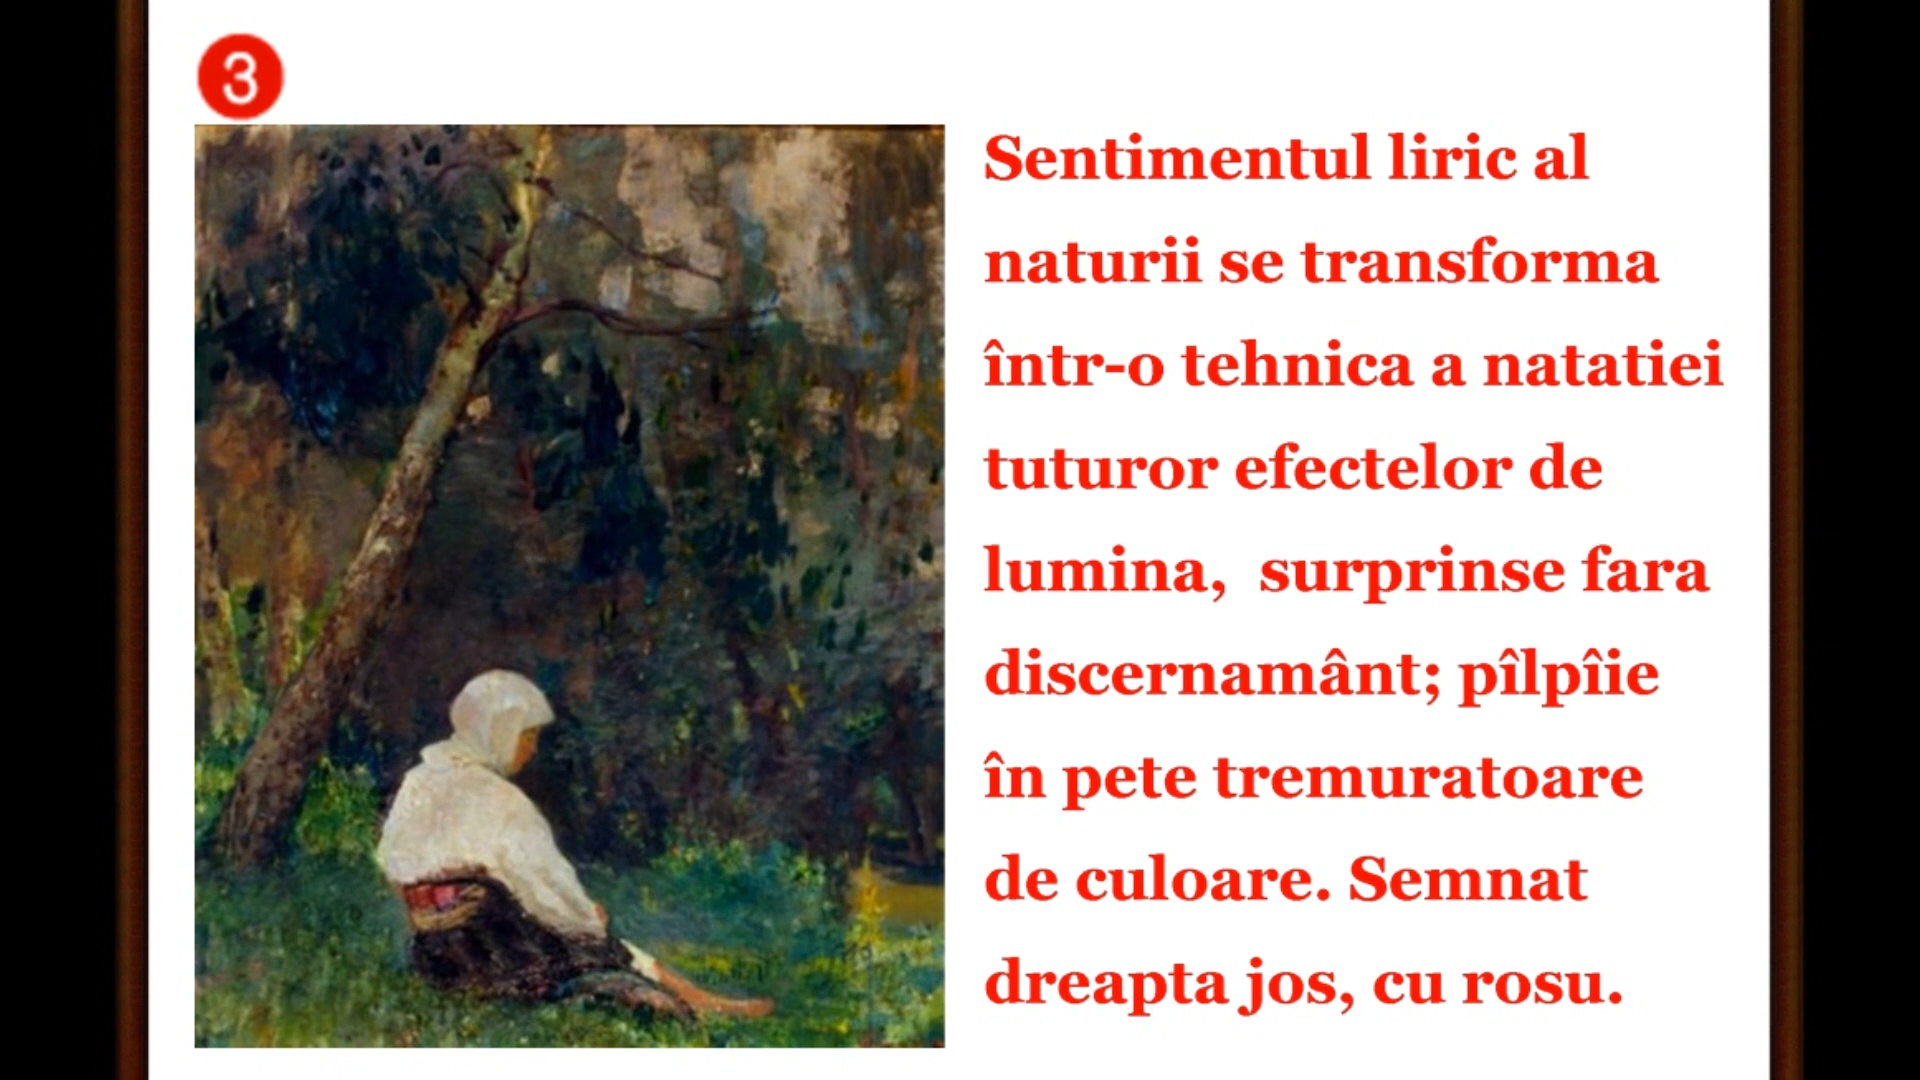 3
Sentimentul liric al
naturii se transforma
într-o tehnica a natatiei
tuturor efectelor de
lumina, surprinse fara
discernamânt; pîlpîie
în pete tremuratoare
de culoare. Semnat
dreapta jos, cu rosu.